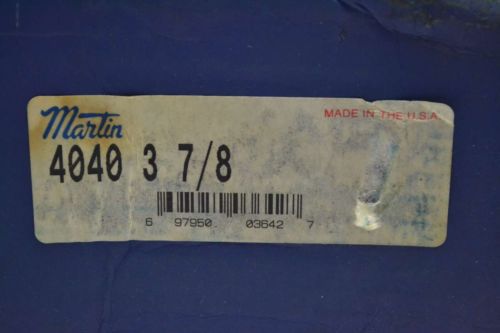 Martin
MADE IN THE U.S.A.
4040 3 7/8
6 97950 03642 7